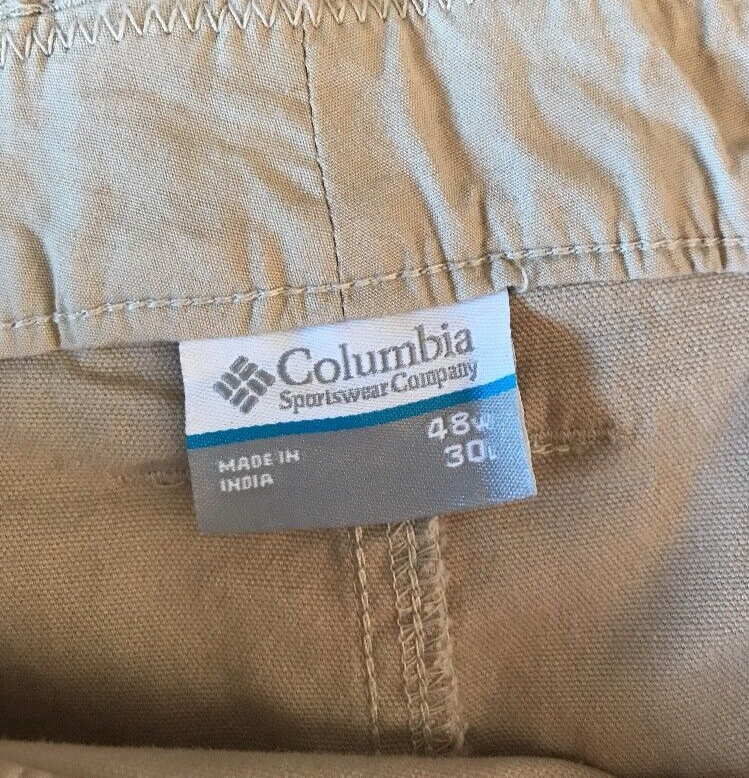 Columbia
Sportswear Company
48W
30L
MADE IN
INDIA